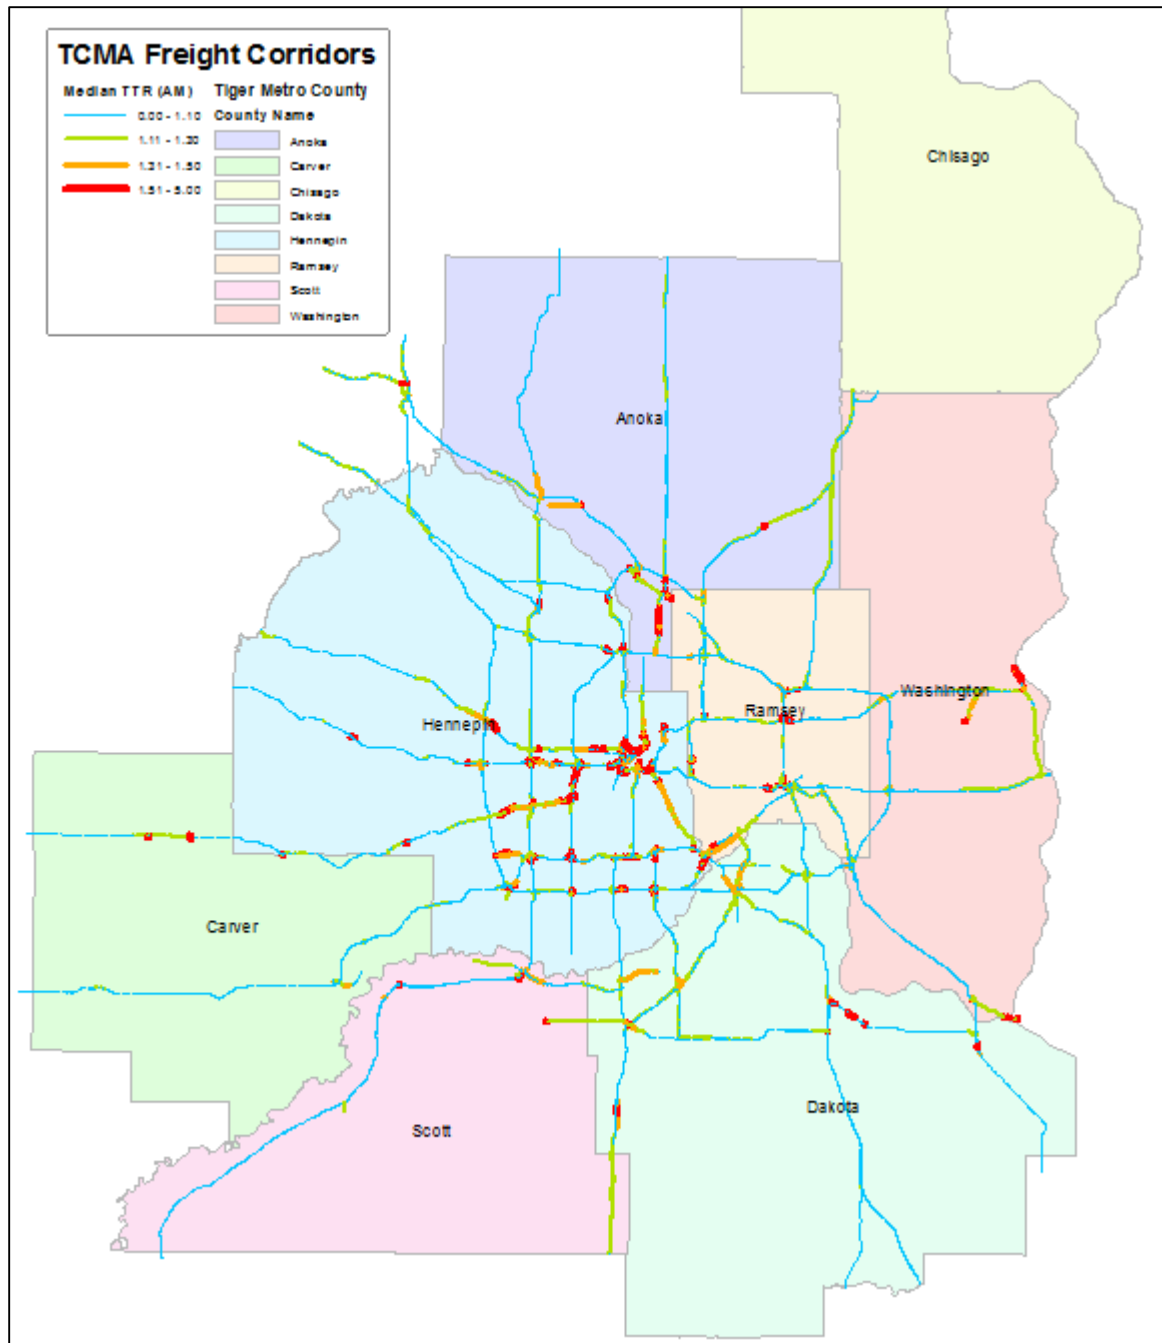 TCMA Freight Corridors
Median TTR (AM) Tiger Metro County
0.00 - 1.10 County Name
1.11 - 1.30 Anoka
1.31 - 1.50 Carver
1.51 - 5.00 Chisago
Dakota
Hennepin
Ramsey
Scott
Washington
Chisago
Anoka
Washington
Ramsey
Hennepin
Carver
Dakota
Scott